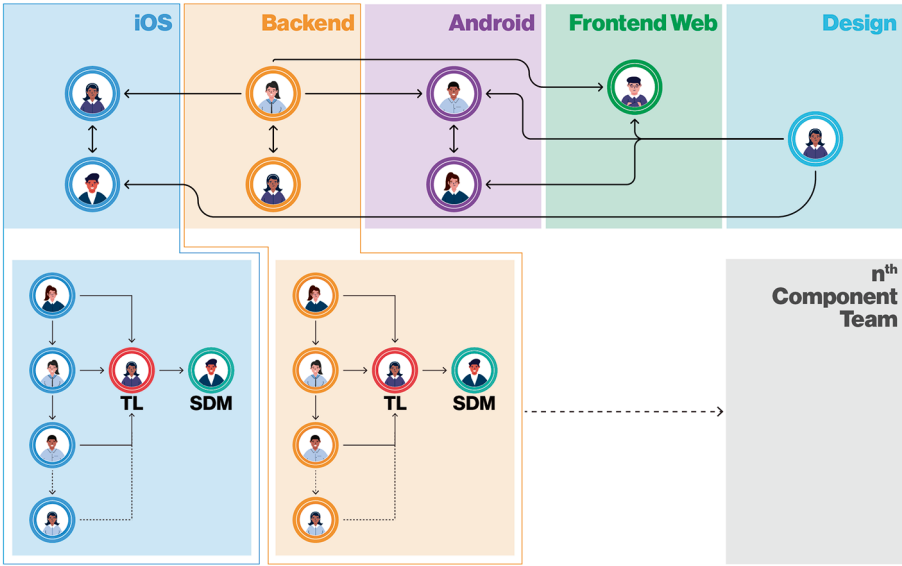 iOS
Backend
Android
Frontend Web
Design
TL
SDM
TL
SDM
nth
Component
Team